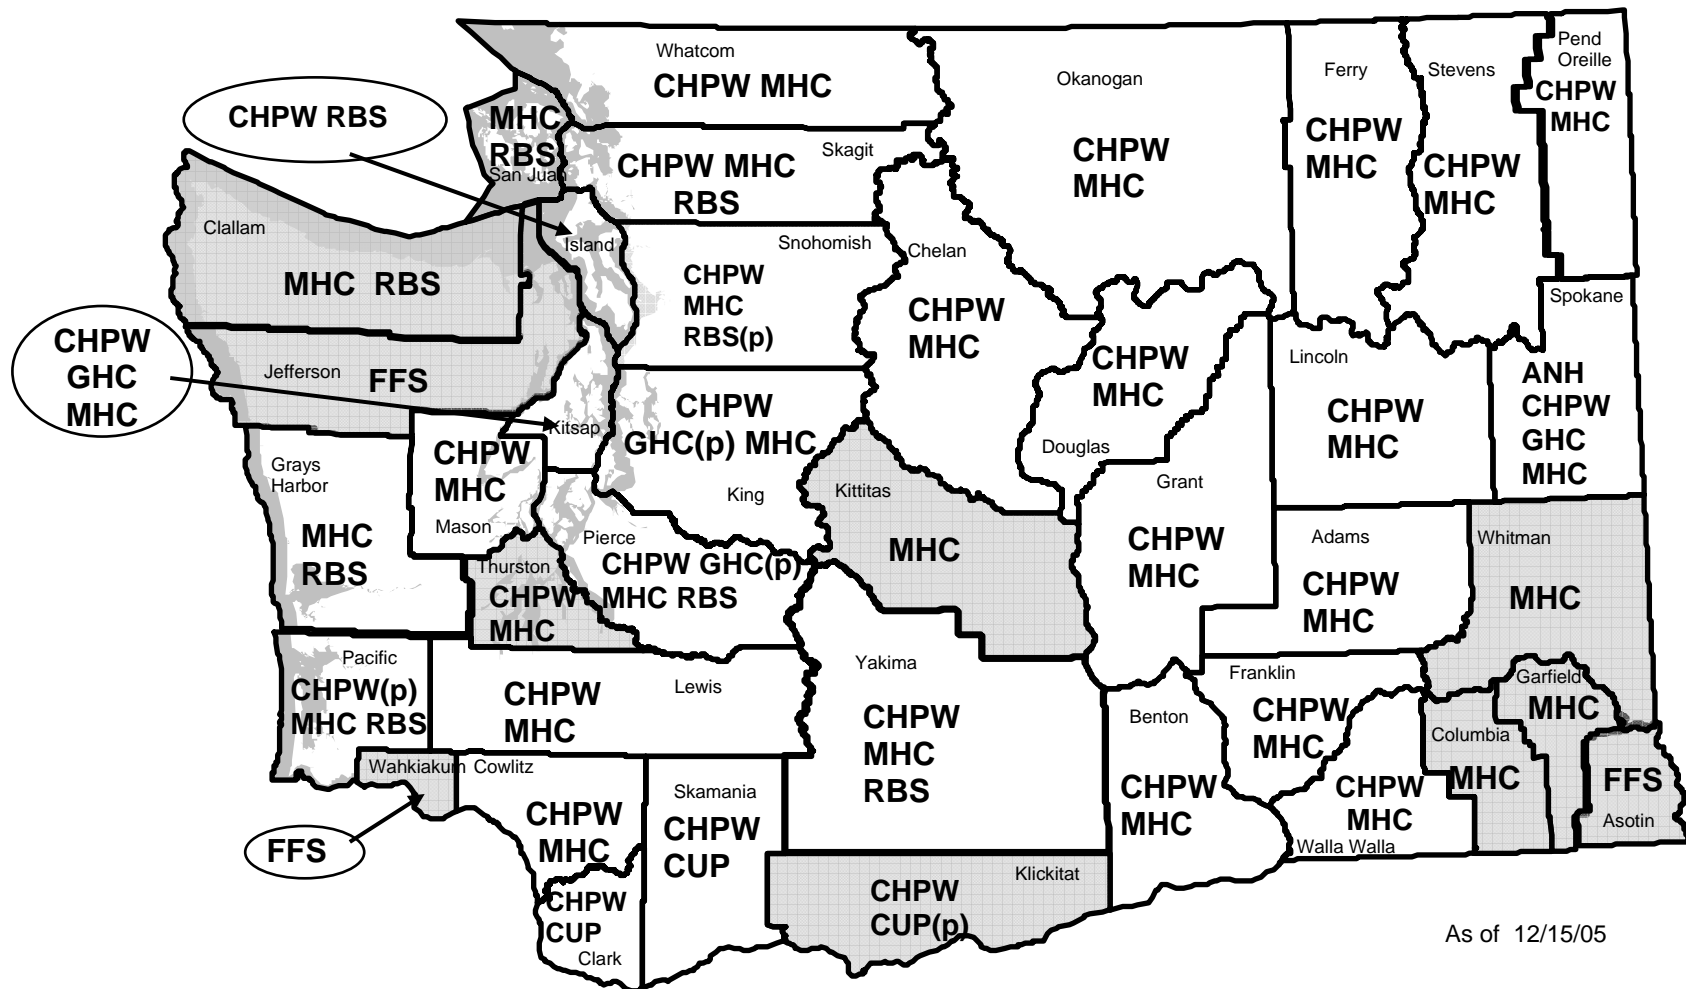 Whatcom
CHPW MHC
CHPW RBS
MHC
RBS
San Juan
Skagit
CHPW MHC
RBS
Okanogan
CHPW
MHC
Ferry
CHPW
MHC
Stevens
CHPW
MHC
Pend
Oreille
CHPW
MHC
Clallam
MHC RBS
Island
Snohomish
CHPW
MHC
RBS(p)
Chelan
CHPW
MHC
Spokane
ANH
CHPW
GHC
MHC
CHPW
GHC
MHC
Jefferson
FFS
Kitsap
CHPW
GHC(p) MHC
King
CHPW
MHC
Douglas
Lincoln
CHPW
MHC
Grays
Harbor
MHC
RBS
CHPW
MHC
Mason
Kittitas
MHC
Grant
CHPW
MHC
Adams
CHPW
MHC
Whitman
MHC
Thurston
CHPW
MHC
Pierce
CHPW GHC(p)
MHC RBS
Pacific
CHPW(p)
MHC RBS
Lewis
CHPW
MHC
Yakima
CHPW
MHC
RBS
Benton
CHPW
MHC
Franklin
CHPW
MHC
Garfield
MHC
Columbia
MHC
FFS
Asotin
CHPW
MHC
Walla Walla
Wahkiakum
FFS
Cowlitz
CHPW
MHC
Skamania
CHPW
CUP
CHPW
CUP
Clark
Klickitat
CHPW
CUP(p)
As of 12/15/05